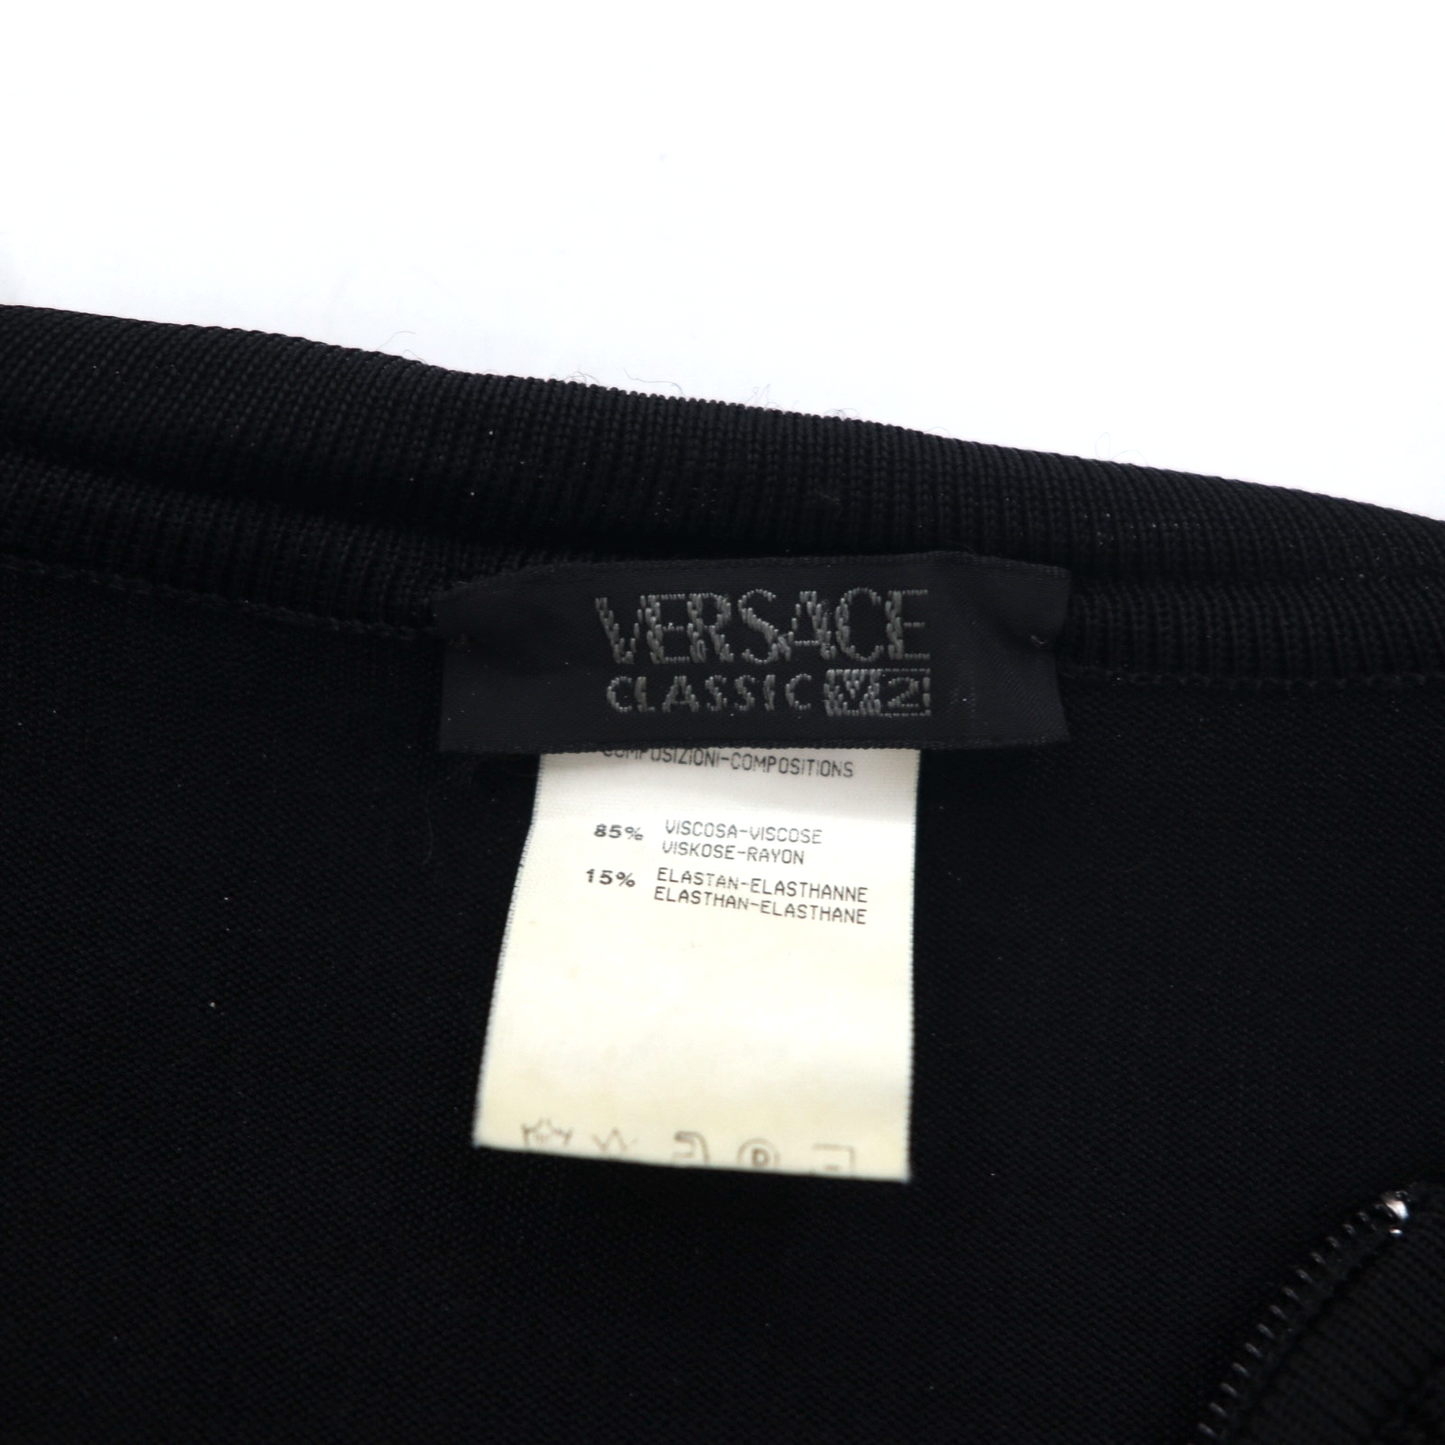 VERSACE
CLASSIC V2
COMPOSIZIONI-COMPOSITIONS
85% VISCOSA-VISCOSE
VISKOSE-RAYON
15% ELASTAN-ELASTHANNE
ELASTHAN-ELASTHANE
P